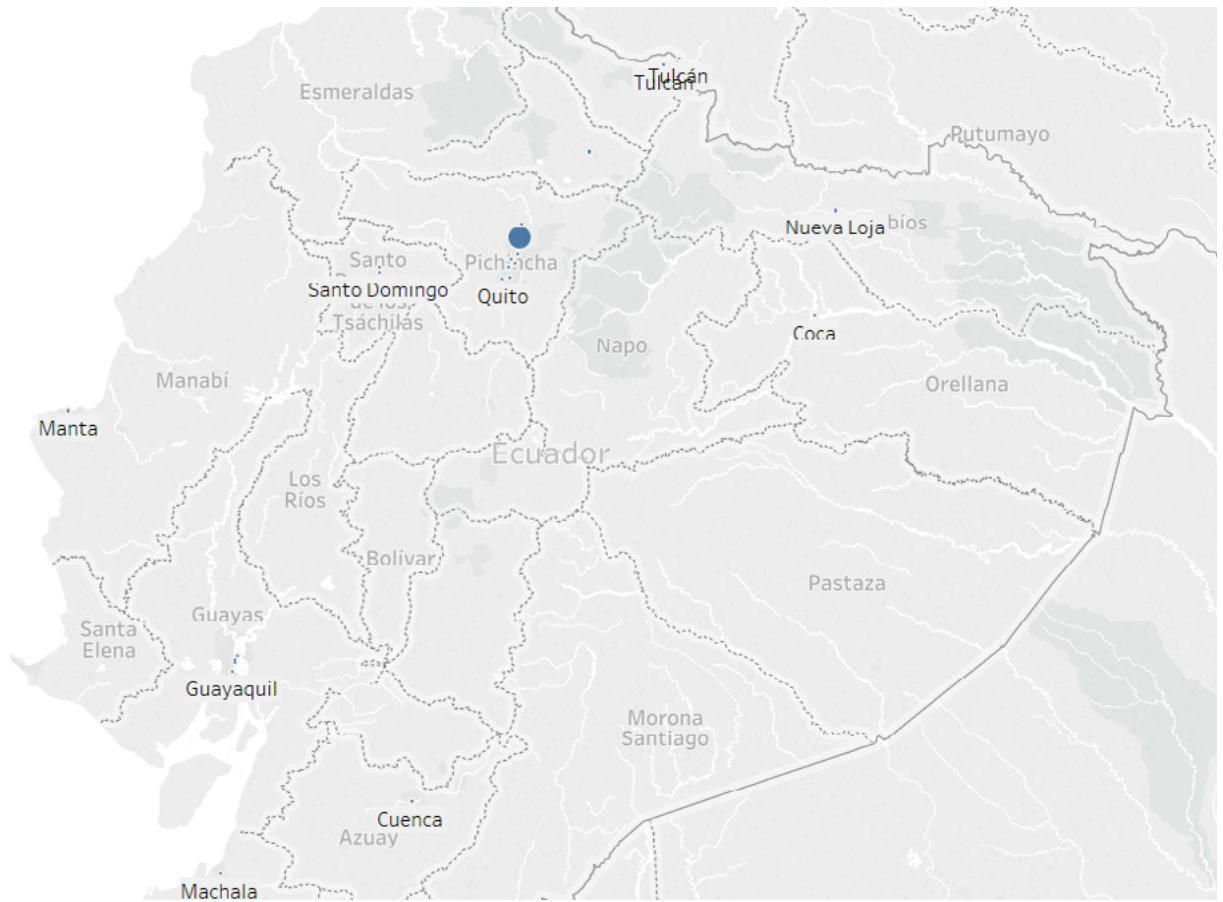 Esmeraldas
Tulcán
Tulcán
Putumayo
Nueva Loja
bíos
Santo
Pichincha
Santo Domingo
de los
Tsáchilas
Quito
Coca
Napo
Orellana
Manabí
Manta
Ecuador
Los
Ríos
Bolívar
Pastaza
Guayas
Santa
Elena
Guayaquil
Morona
Santiago
Cuenca
Azuay
Machala